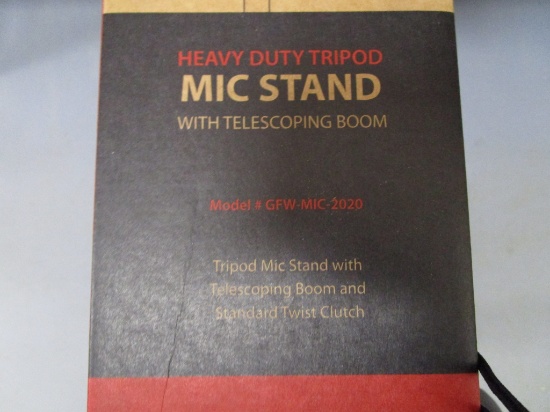 HEAVY DUTY TRIPOD
MIC STAND
WITH TELESCOPING BOOM
Model # GFW-MIC-2020
Tripod Mic Stand with
Telescoping Boom and
Standard Twist Clutch